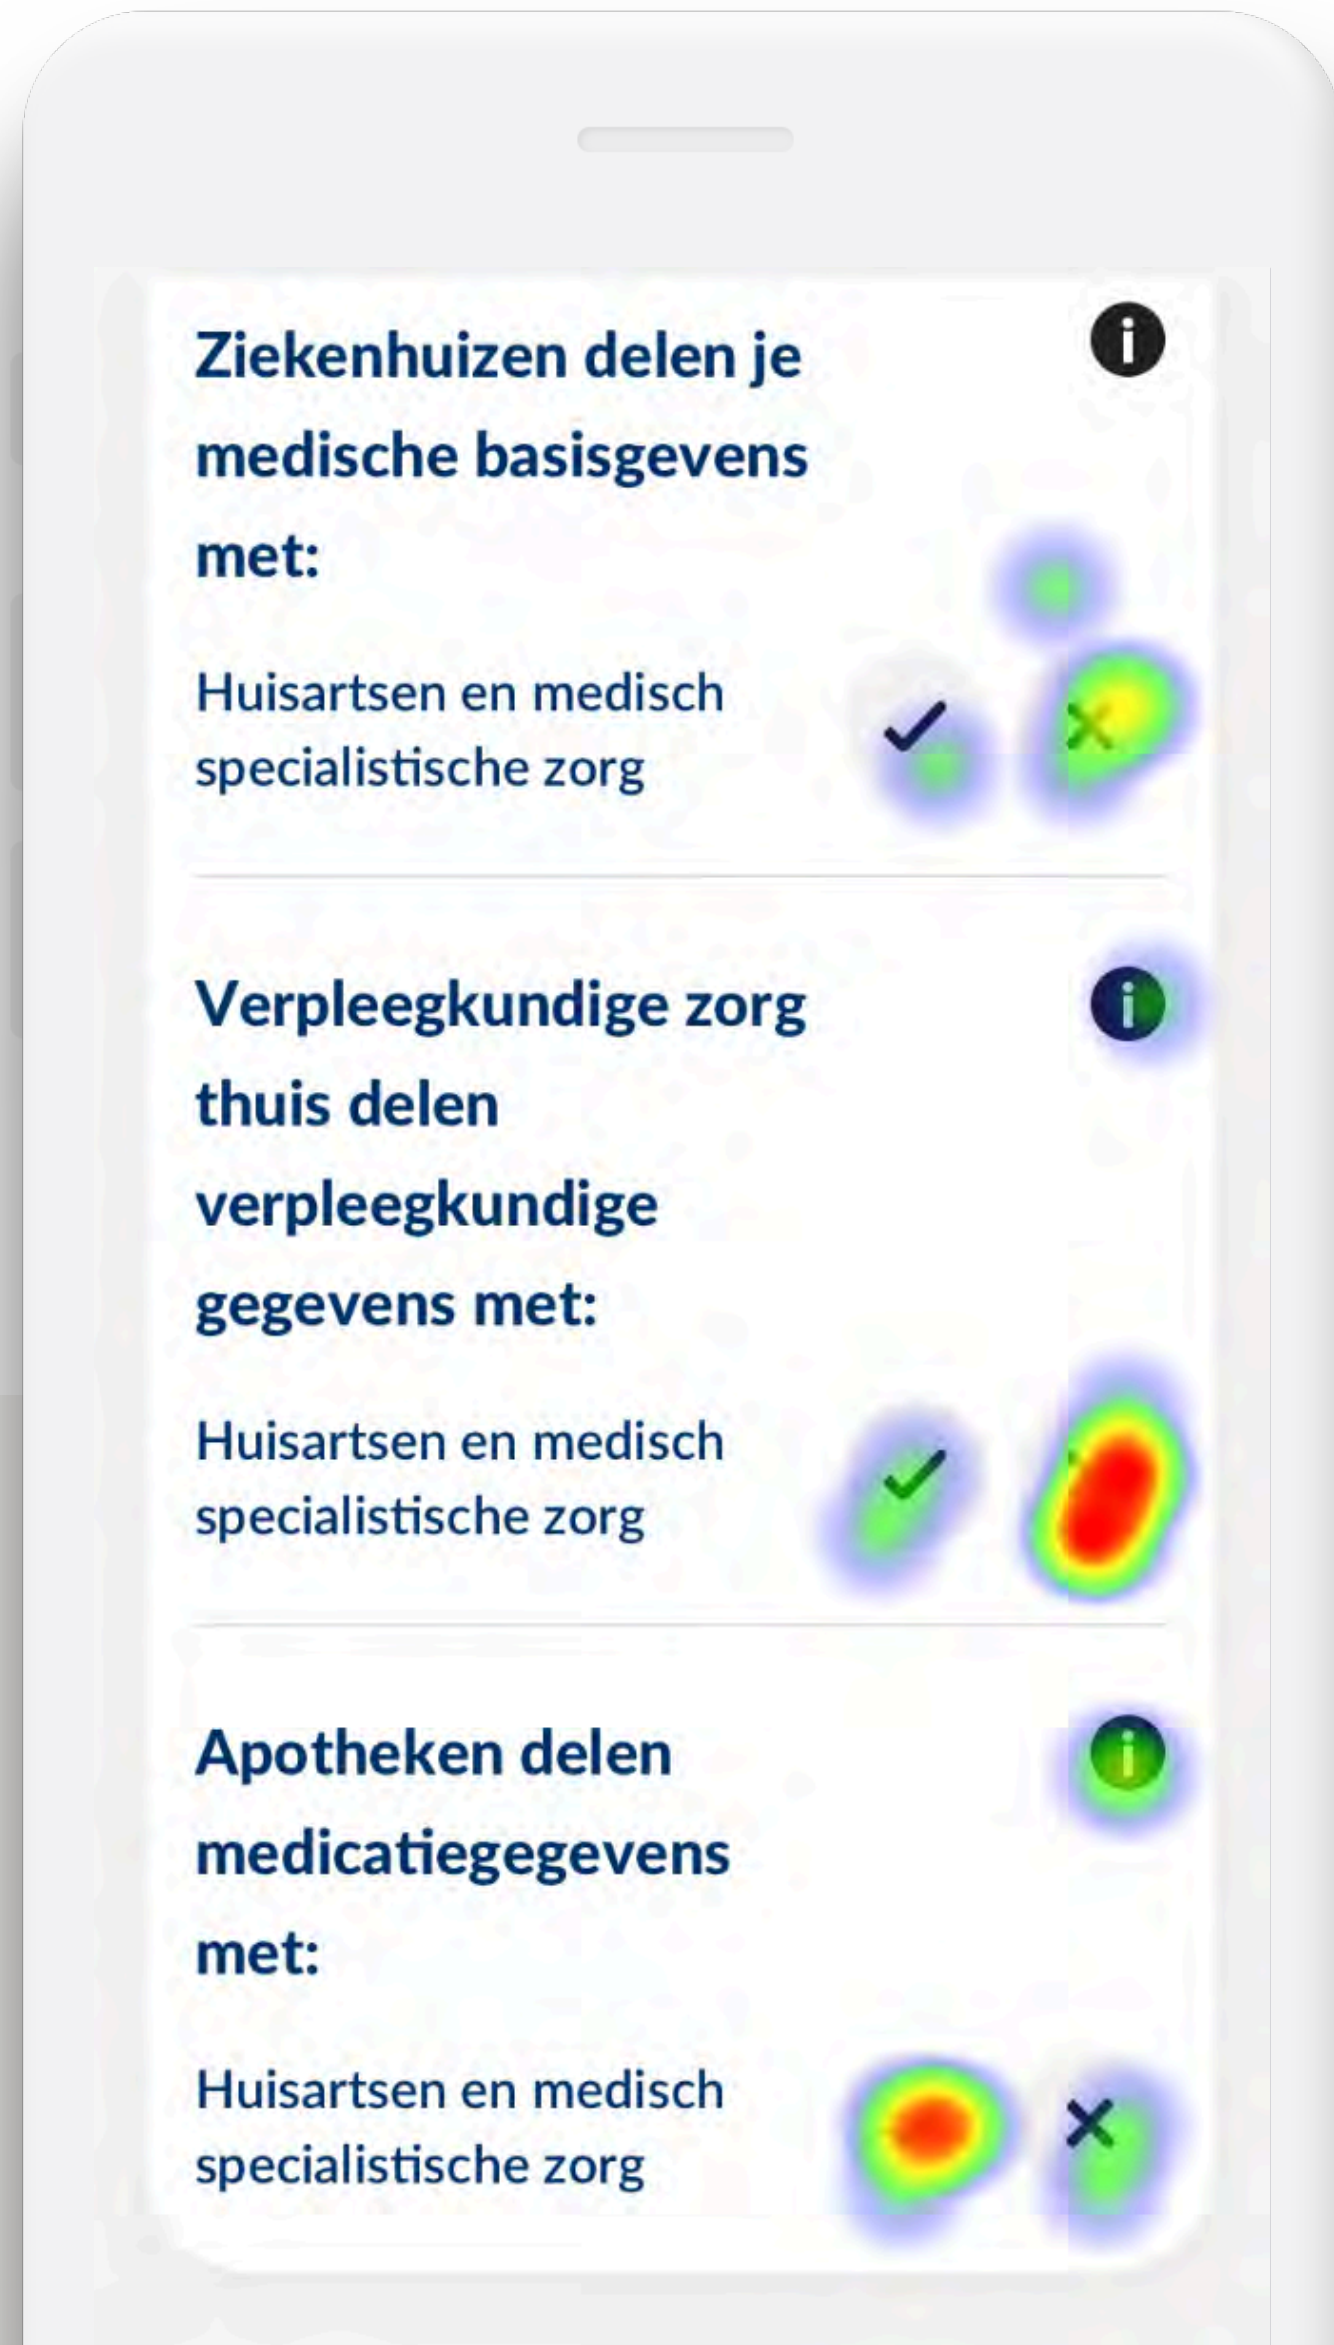 Ziekenhuizen delen je
medische basisgevens
met:
Huisartsen en medisch
specialistische zorg
Verpleegkundige zorg
thuis delen
verpleegkundige
gegevens met:
Huisartsen en medisch
specialistische zorg
Apotheken delen
medicatiegegevens
met:
Huisartsen en medisch
specialistische zorg